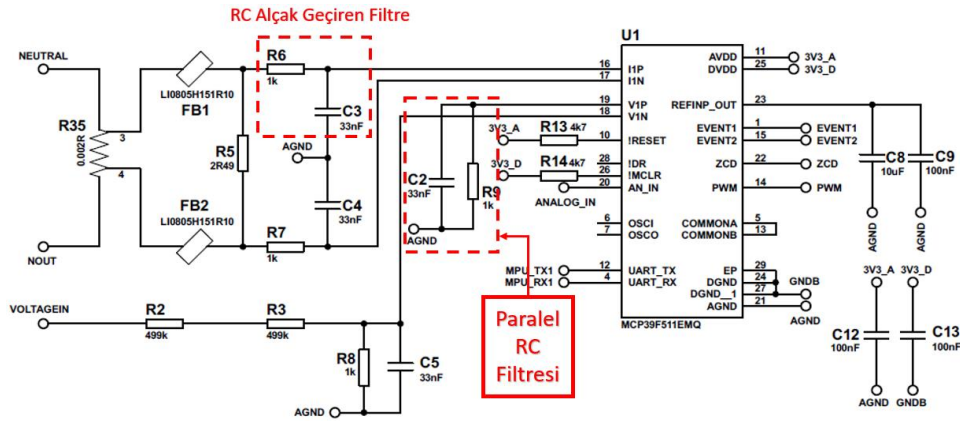 RC Alçak Geçiren Filtre
NEUTRAL
R35
0.002R
3
4
NOUT
FB1
LI0805H151R10
FB2
LI0805H151R10
R5
2R49
R6
1k
C3
33nF
AGND
C4
33nF
R7
1k
VOLTAGEIN
R2
499k
R3
499k
R8
1k
C5
33nF
AGND
C2
33nF
R9
1k
AGND
Paralel
RC
Filtresi
3V3_A
R13 4k7
3V3_D
R14 4k7
ANALOG_IN
MPU_TX1
MPU_RX1
U1
16 I1P
17 I1N
19 V1P
18 V1N
10 !RESET
28 !DR
26 !MCLR
20 AN_IN
6 OSCI
7 OSCO
12 UART_TX
4 UART_RX
AVDD 11 3V3_A
DVDD 25 3V3_D
REFINP_OUT 23
EVENT1 1 EVENT1
EVENT2 15 EVENT2
ZCD 22 ZCD
PWM 14 PWM
COMMONA 5
COMMONB 13
EP 29
DGND 24
DGND__1 27 GNDB
AGND 21
AGND
MCP39F511EMQ
C8
10uF
AGND
C9
100nF
AGND
3V3_A
C12
100nF
AGND
3V3_D
C13
100nF
GNDB